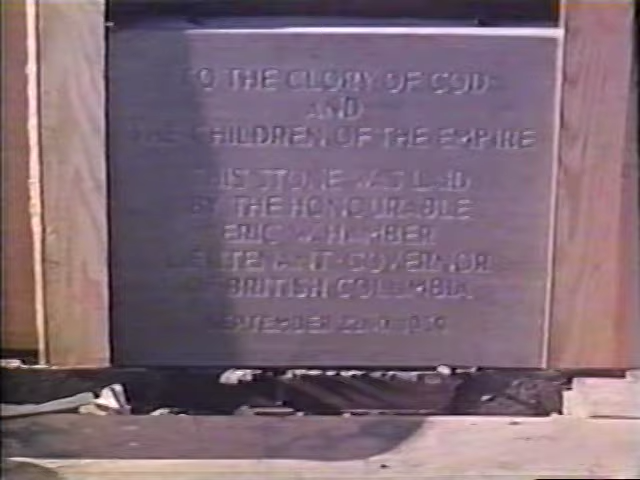 TO THE GLORY OF GOD
AND
THE CHILDREN OF THE EMPIRE
THIS STONE WAS LAID
BY THE HONOURABLE
ERIC W. HAMBER
LIEUTENANT-GOVERNOR
OF BRITISH COLUMBIA
SEPTEMBER 22ND